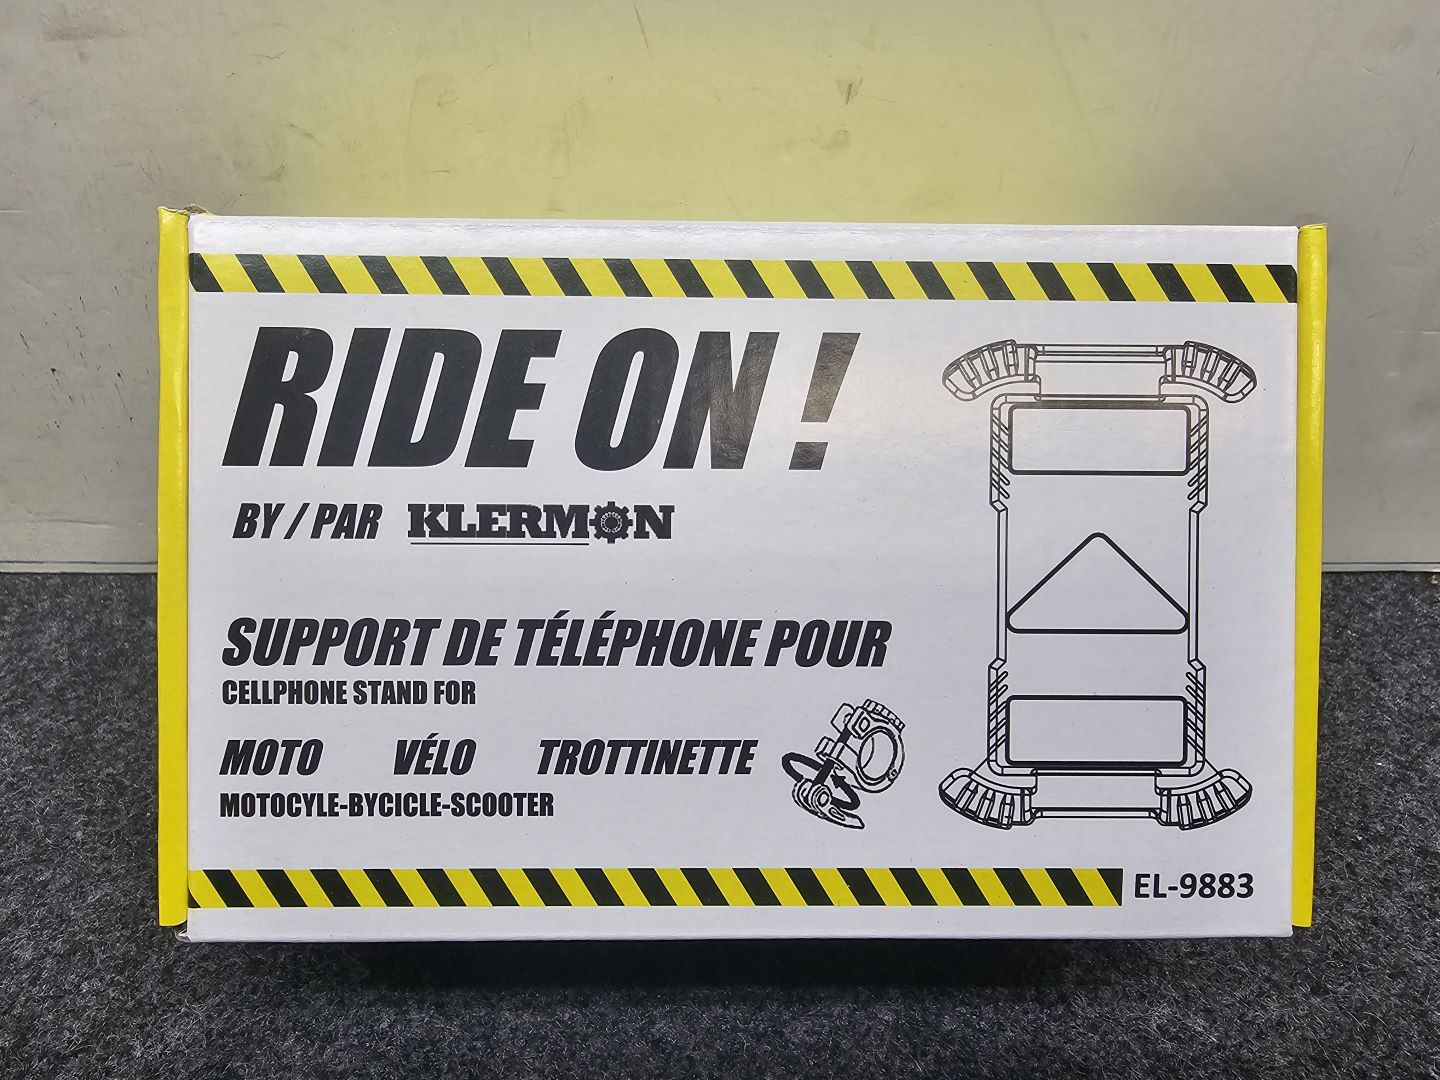 RIDE ON !
BY / PAR KLERMON
SUPPORT DE TÉLÉPHONE POUR
CELLPHONE STAND FOR
MOTO VÉLO TROTTINETTE
MOTOCYLE-BYCICLE-SCOOTER
EL-9883